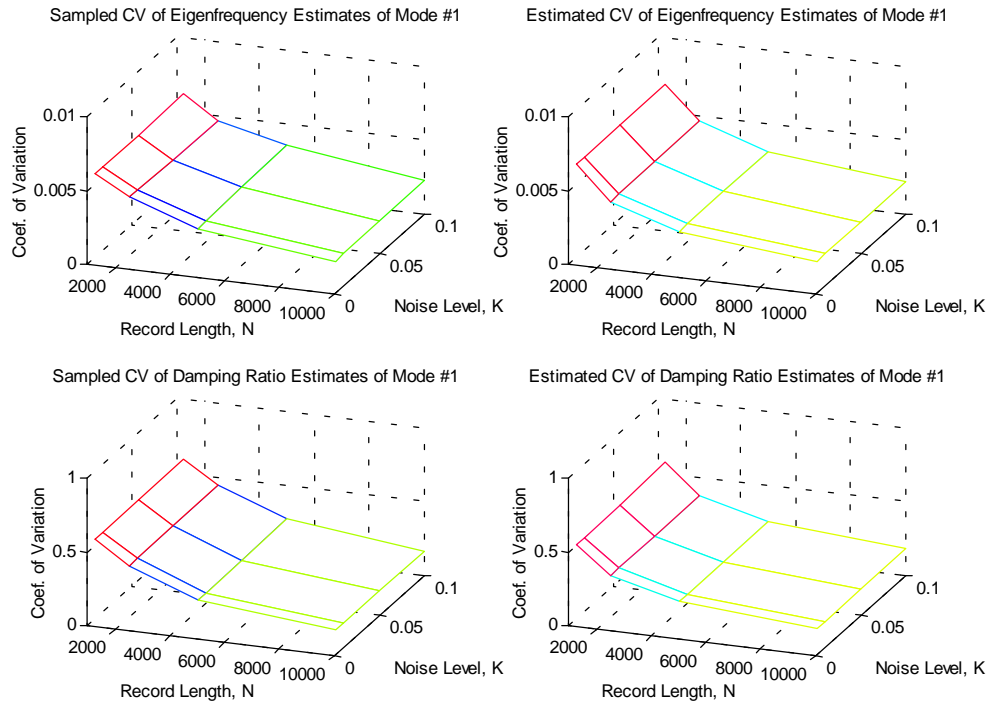 Sampled CV of Eigenfrequency Estimates of Mode #1
0.01
0.005
0
Coef. of Variation
2000
4000
6000
8000
10000
Record Length, N
0
0.05
0.1
Noise Level, K
Estimated CV of Eigenfrequency Estimates of Mode #1
0.01
0.005
0
Coef. of Variation
2000
4000
6000
8000
10000
Record Length, N
0
0.05
0.1
Noise Level, K
Sampled CV of Damping Ratio Estimates of Mode #1
1
0.5
0
Coef. of Variation
2000
4000
6000
8000
10000
Record Length, N
0
0.05
0.1
Noise Level, K
Estimated CV of Damping Ratio Estimates of Mode #1
1
0.5
0
Coef. of Variation
2000
4000
6000
8000
10000
Record Length, N
0
0.05
0.1
Noise Level, K